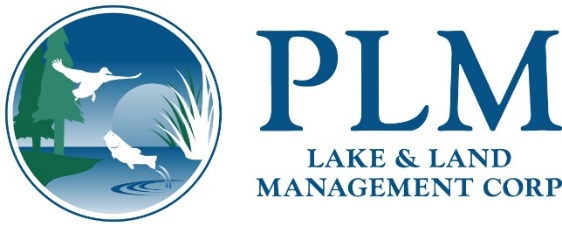 PLM
LAKE & LAND
MANAGEMENT CORP